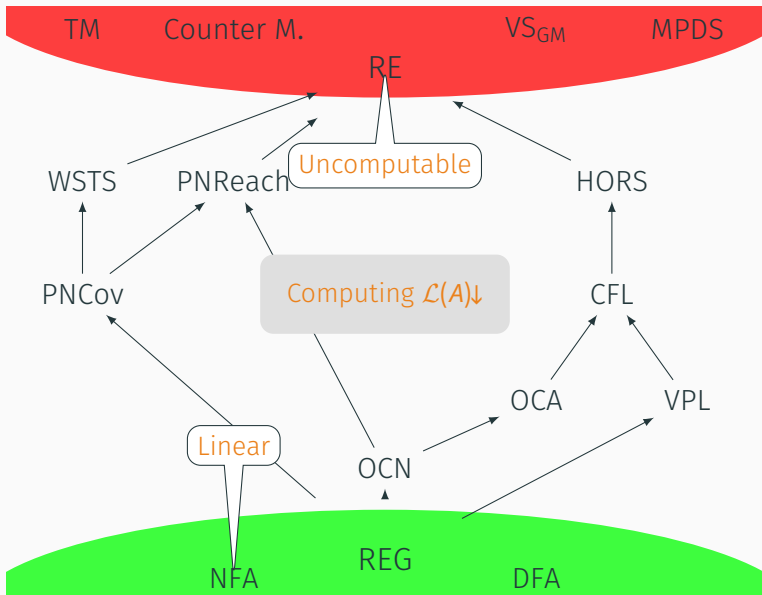 TM Counter M. VS_GM MPDS
RE
Uncomputable
WSTS PNReach HORS
PNCov Computing ℒ(A)↓ CFL
OCA VPL
Linear
OCN
REG
NFA DFA